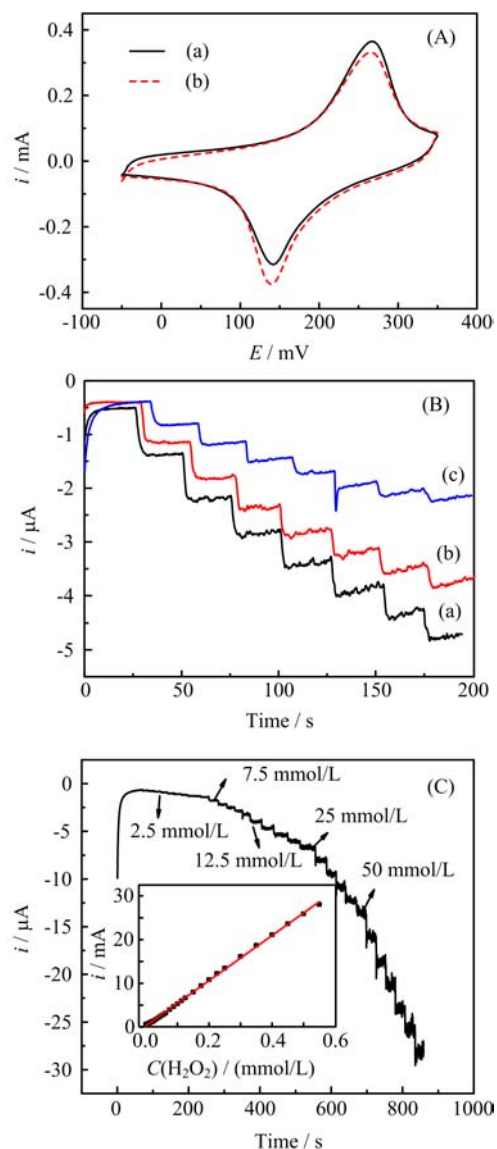 0.4
(A)
(a)
(b)
0.2
i / mA
0.0
-0.2
-0.4
-100 0 100 200 300 400
E / mV
0
(B)
-1
(c)
-2
i / μA
-3
(b)
-4
(a)
-5
0 50 100 150 200
Time / s
(C)
0
7.5 mmol/L
2.5 mmol/L
25 mmol/L
-5
12.5 mmol/L
50 mmol/L
-10
i / μA
30
20
i / mA
10
0
0.0 0.2 0.4 0.6
C(H₂O₂) / (mmol/L)
-15
-20
-25
-30
0 200 400 600 800 1000
Time / s